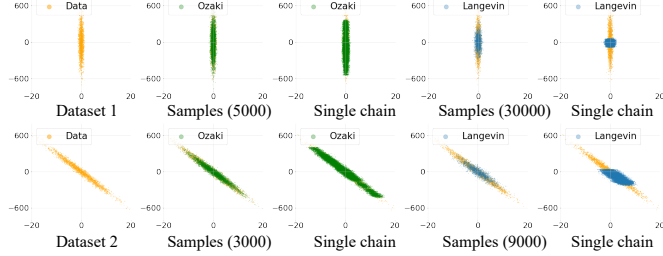 600 Data Ozaki Ozaki Langevin Langevin
0 0 0 0 0
−600 −600 −600 −600 −600
−20 0 20 −20 0 20 −20 0 20 −20 0 20 −20 0 20
Dataset 1 Samples (5000) Single chain Samples (30000) Single chain
600 Data 600 Ozaki 600 Ozaki 600 Langevin 600 Langevin
0 0 0 0 0
−600 −600 −600 −600 −600
−20 0 20 −20 0 20 −20 0 20 −20 0 20 −20 0 20
Dataset 2 Samples (3000) Single chain Samples (9000) Single chain